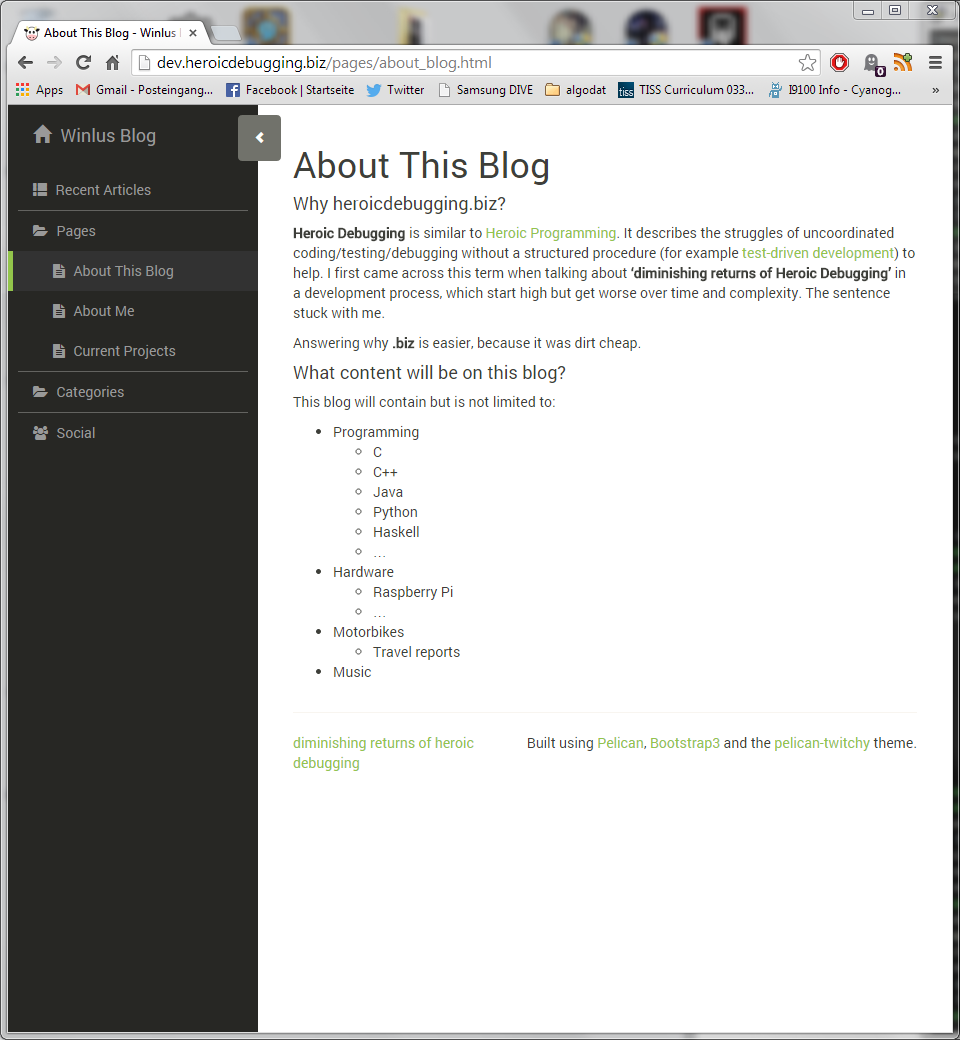 About This Blog - Winlus
dev.heroicdebugging.biz/pages/about_blog.html
0
Apps Gmail - Posteingang... Facebook | Startseite Twitter Samsung DIVE algodat tiss TISS Curriculum 033... I9100 Info - Cyanog... »
Winlus Blog
Recent Articles
Pages
About This Blog
About Me
Current Projects
Categories
Social
About This Blog
Why heroicdebugging.biz?
Heroic Debugging is similar to Heroic Programming. It describes the struggles of uncoordinated
coding/testing/debugging without a structured procedure (for example test-driven development) to
help. I first came across this term when talking about ‘diminishing returns of Heroic Debugging’ in
a development process, which start high but get worse over time and complexity. The sentence
stuck with me.
Answering why .biz is easier, because it was dirt cheap.
What content will be on this blog?
This blog will contain but is not limited to:
• Programming
◦ C
◦ C++
◦ Java
◦ Python
◦ Haskell
◦ …
• Hardware
◦ Raspberry Pi
◦ …
• Motorbikes
◦ Travel reports
• Music
diminishing returns of heroic
debugging
Built using Pelican, Bootstrap3 and the pelican-twitchy theme.